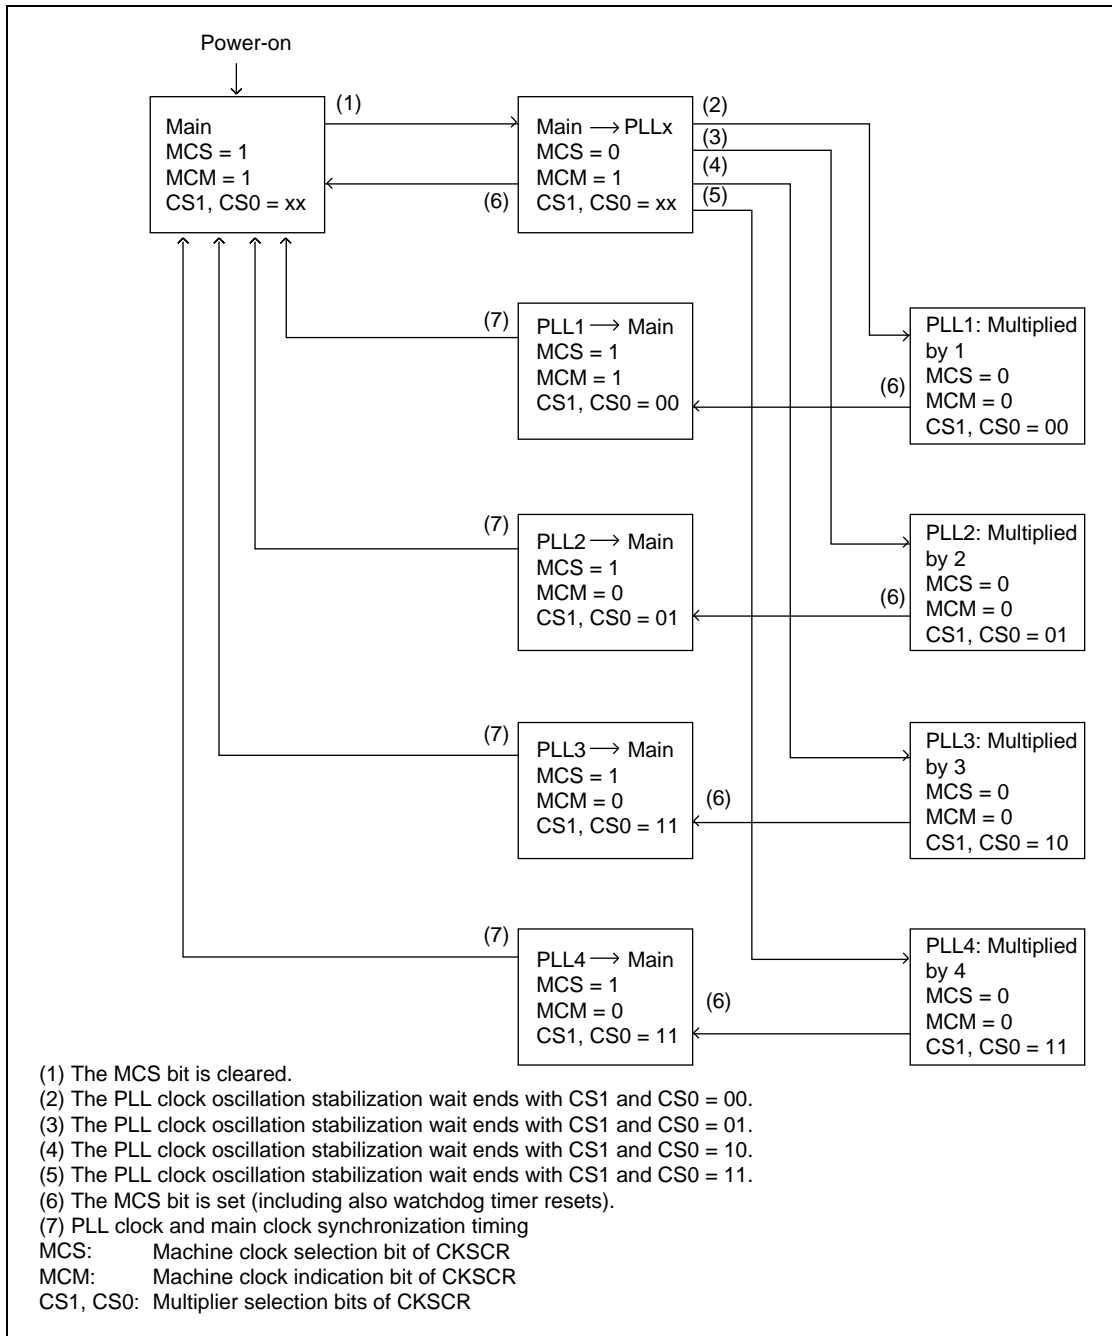 Power-on
(1)
Main
MCS = 1
MCM = 1
CS1, CS0 = xx
(6)
Main → PLLx
MCS = 0
MCM = 1
CS1, CS0 = xx
(2)
(3)
(4)
(5)
(7)
PLL1 → Main
MCS = 1
MCM = 1
CS1, CS0 = 00
(6)
PLL1: Multiplied
by 1
MCS = 0
MCM = 0
CS1, CS0 = 00
(7)
PLL2 → Main
MCS = 1
MCM = 0
CS1, CS0 = 01
(6)
PLL2: Multiplied
by 2
MCS = 0
MCM = 0
CS1, CS0 = 01
(7)
PLL3 → Main
MCS = 1
MCM = 0
CS1, CS0 = 11
(6)
PLL3: Multiplied
by 3
MCS = 0
MCM = 0
CS1, CS0 = 10
(7)
PLL4 → Main
MCS = 1
MCM = 0
CS1, CS0 = 11
(6)
PLL4: Multiplied
by 4
MCS = 0
MCM = 0
CS1, CS0 = 11
(1) The MCS bit is cleared.
(2) The PLL clock oscillation stabilization wait ends with CS1 and CS0 = 00.
(3) The PLL clock oscillation stabilization wait ends with CS1 and CS0 = 01.
(4) The PLL clock oscillation stabilization wait ends with CS1 and CS0 = 10.
(5) The PLL clock oscillation stabilization wait ends with CS1 and CS0 = 11.
(6) The MCS bit is set (including also watchdog timer resets).
(7) PLL clock and main clock synchronization timing
MCS: Machine clock selection bit of CKSCR
MCM: Machine clock indication bit of CKSCR
CS1, CS0: Multiplier selection bits of CKSCR